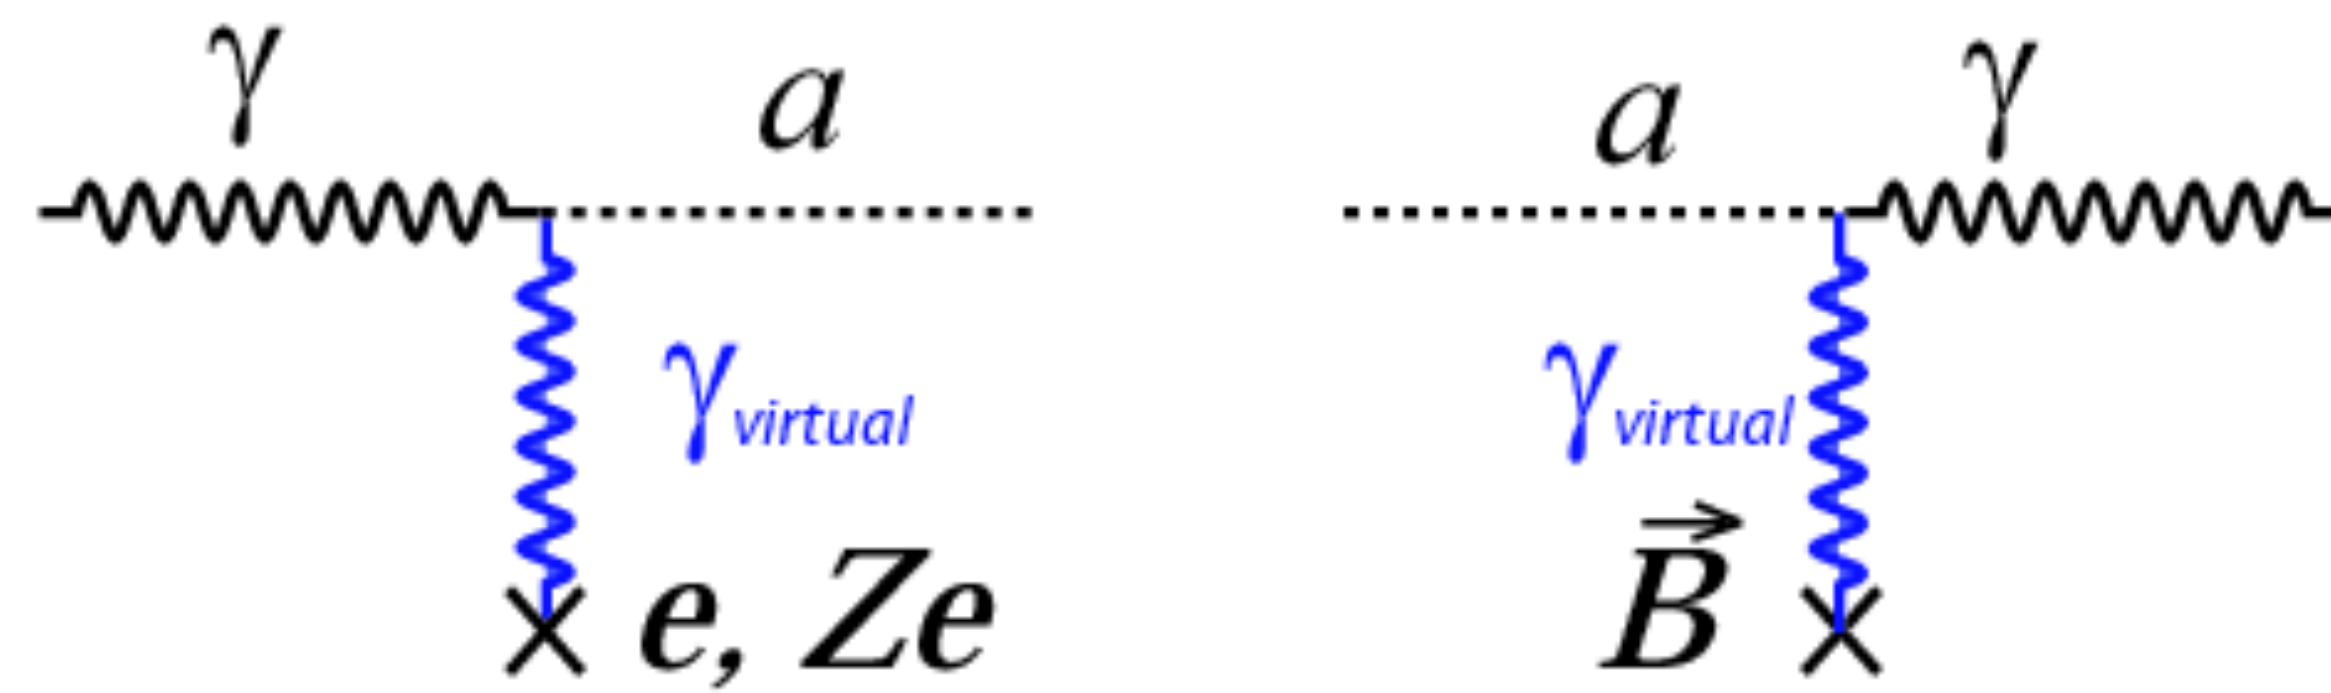 γ a a γ
γvirtual γvirtual
e, Ze B⃗